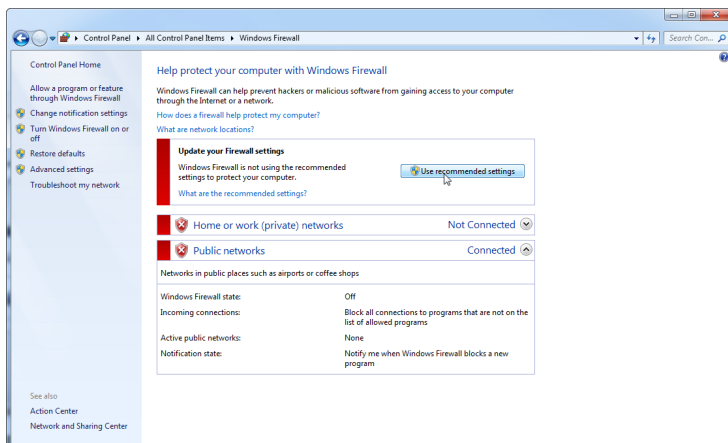 Control Panel ▸ All Control Panel Items ▸ Windows Firewall
Search Con...
Control Panel Home
Allow a program or feature
through Windows Firewall
Change notification settings
Turn Windows Firewall on or
off
Restore defaults
Advanced settings
Troubleshoot my network
See also
Action Center
Network and Sharing Center
Help protect your computer with Windows Firewall
Windows Firewall can help prevent hackers or malicious software from gaining access to your computer
through the Internet or a network.
How does a firewall help protect my computer?
What are network locations?
Update your Firewall settings
Windows Firewall is not using the recommended
settings to protect your computer.
What are the recommended settings?
Use recommended settings
Home or work (private) networks Not Connected
Public networks Connected
Networks in public places such as airports or coffee shops
Windows Firewall state: Off
Incoming connections: Block all connections to programs that are not on the
list of allowed programs
Active public networks: None
Notification state: Notify me when Windows Firewall blocks a new
program